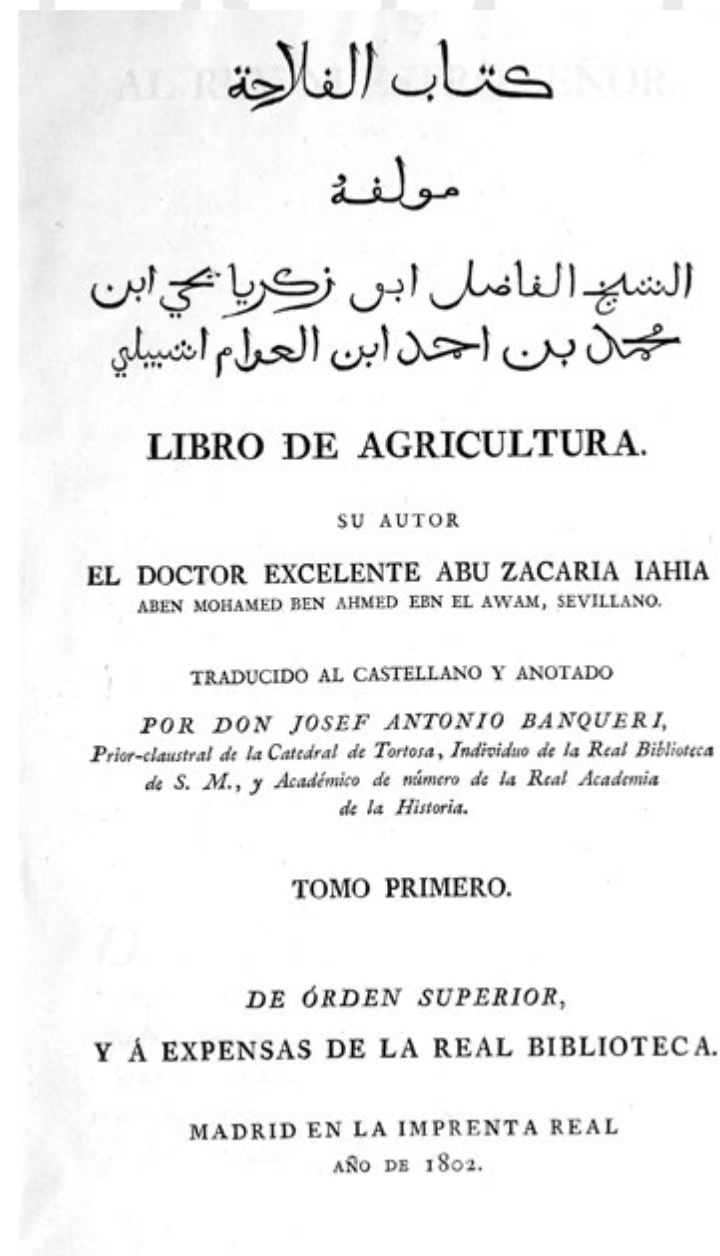 كتاب الفلاحة
مولفه
الشيخ الفاضل ابو زكريا يحي ابن
محمد بن احمد ابن العوام اشبيلي
LIBRO DE AGRICULTURA.
SU AUTOR
EL DOCTOR EXCELENTE ABU ZACARIA IAHIA
ABEN MOHAMED BEN AHMED EBN EL AWAM, SEVILLANO.
TRADUCIDO AL CASTELLANO Y ANOTADO
POR DON JOSEF ANTONIO BANQUERI,
Prior-claustral de la Catedral de Tortosa, Individuo de la Real Biblioteca
de S. M., y Académico de número de la Real Academia
de la Historia.
TOMO PRIMERO.
DE ÓRDEN SUPERIOR,
Y Á EXPENSAS DE LA REAL BIBLIOTECA.
MADRID EN LA IMPRENTA REAL
AÑO DE 1802.